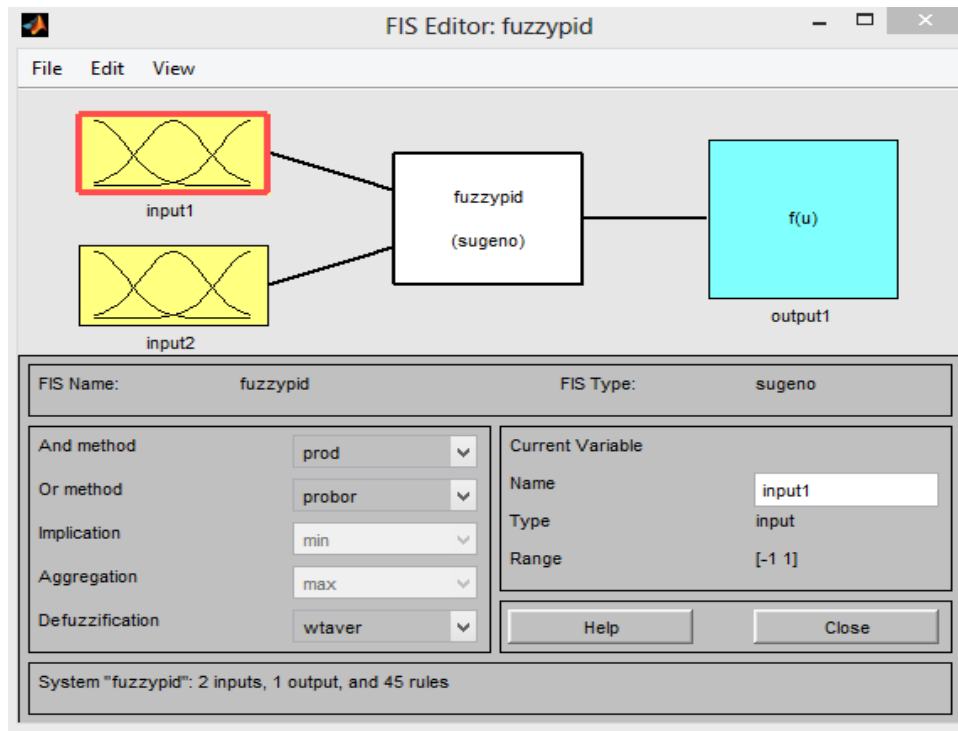 FIS Editor: fuzzypid
File Edit View
input1
input2
fuzzypid
(sugeno)
f(u)
output1
FIS Name: fuzzypid FIS Type: sugeno
And method prod
Or method probor
Implication min
Aggregation max
Defuzzification wtaver
Current Variable
Name input1
Type input
Range [-1 1]
Help Close
System "fuzzypid": 2 inputs, 1 output, and 45 rules